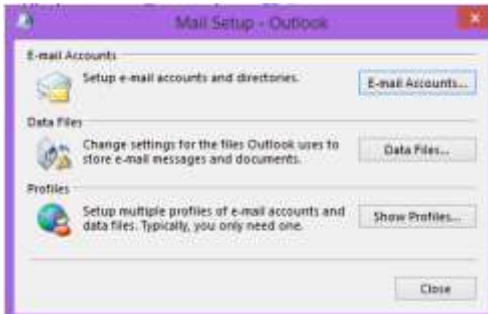 Mail Setup - Outlook
E-mail Accounts
Setup e-mail accounts and directories.
E-mail Accounts...
Data Files
Change settings for the files Outlook uses to
store e-mail messages and documents.
Data Files...
Profiles
Setup multiple profiles of e-mail accounts and
data files. Typically, you only need one.
Show Profiles...
Close